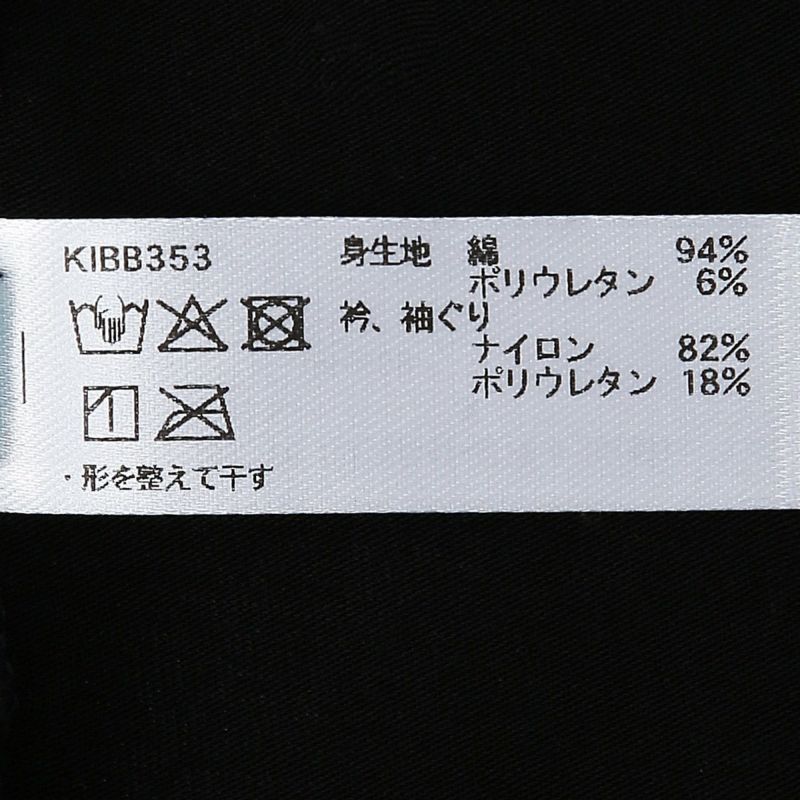 KIBB353
身生地 綿 94%
ポリウレタン 6%
衿、袖ぐり
ナイロン 82%
ポリウレタン 18%
・形を整えて干す